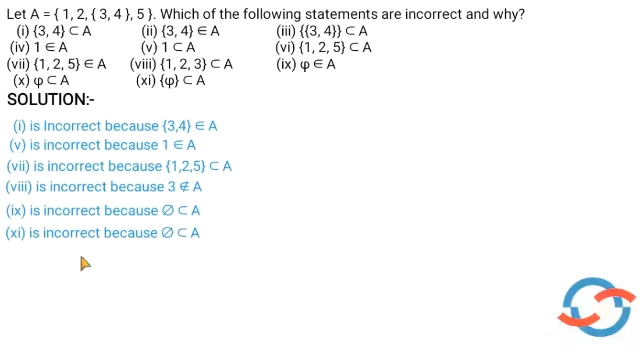 Let A = { 1, 2, { 3, 4 }, 5 }. Which of the following statements are incorrect and why?
(i) {3, 4} ⊂ A (ii) {3, 4} ∈ A (iii) {{3, 4}} ⊂ A
(iv) 1 ∈ A (v) 1 ⊂ A (vi) {1, 2, 5} ⊂ A
(vii) {1, 2, 5} ∈ A (viii) {1, 2, 3} ⊂ A (ix) φ ∈ A
(x) φ ⊂ A (xi) {φ} ⊂ A
SOLUTION:-
(i) is Incorrect because {3,4} ∈ A
(v) is incorrect because 1 ∈ A
(vii) is incorrect because {1,2,5} ⊂ A
(viii) is incorrect because 3 ∉ A
(ix) is incorrect because ∅ ⊂ A
(xi) is incorrect because ∅ ⊂ A